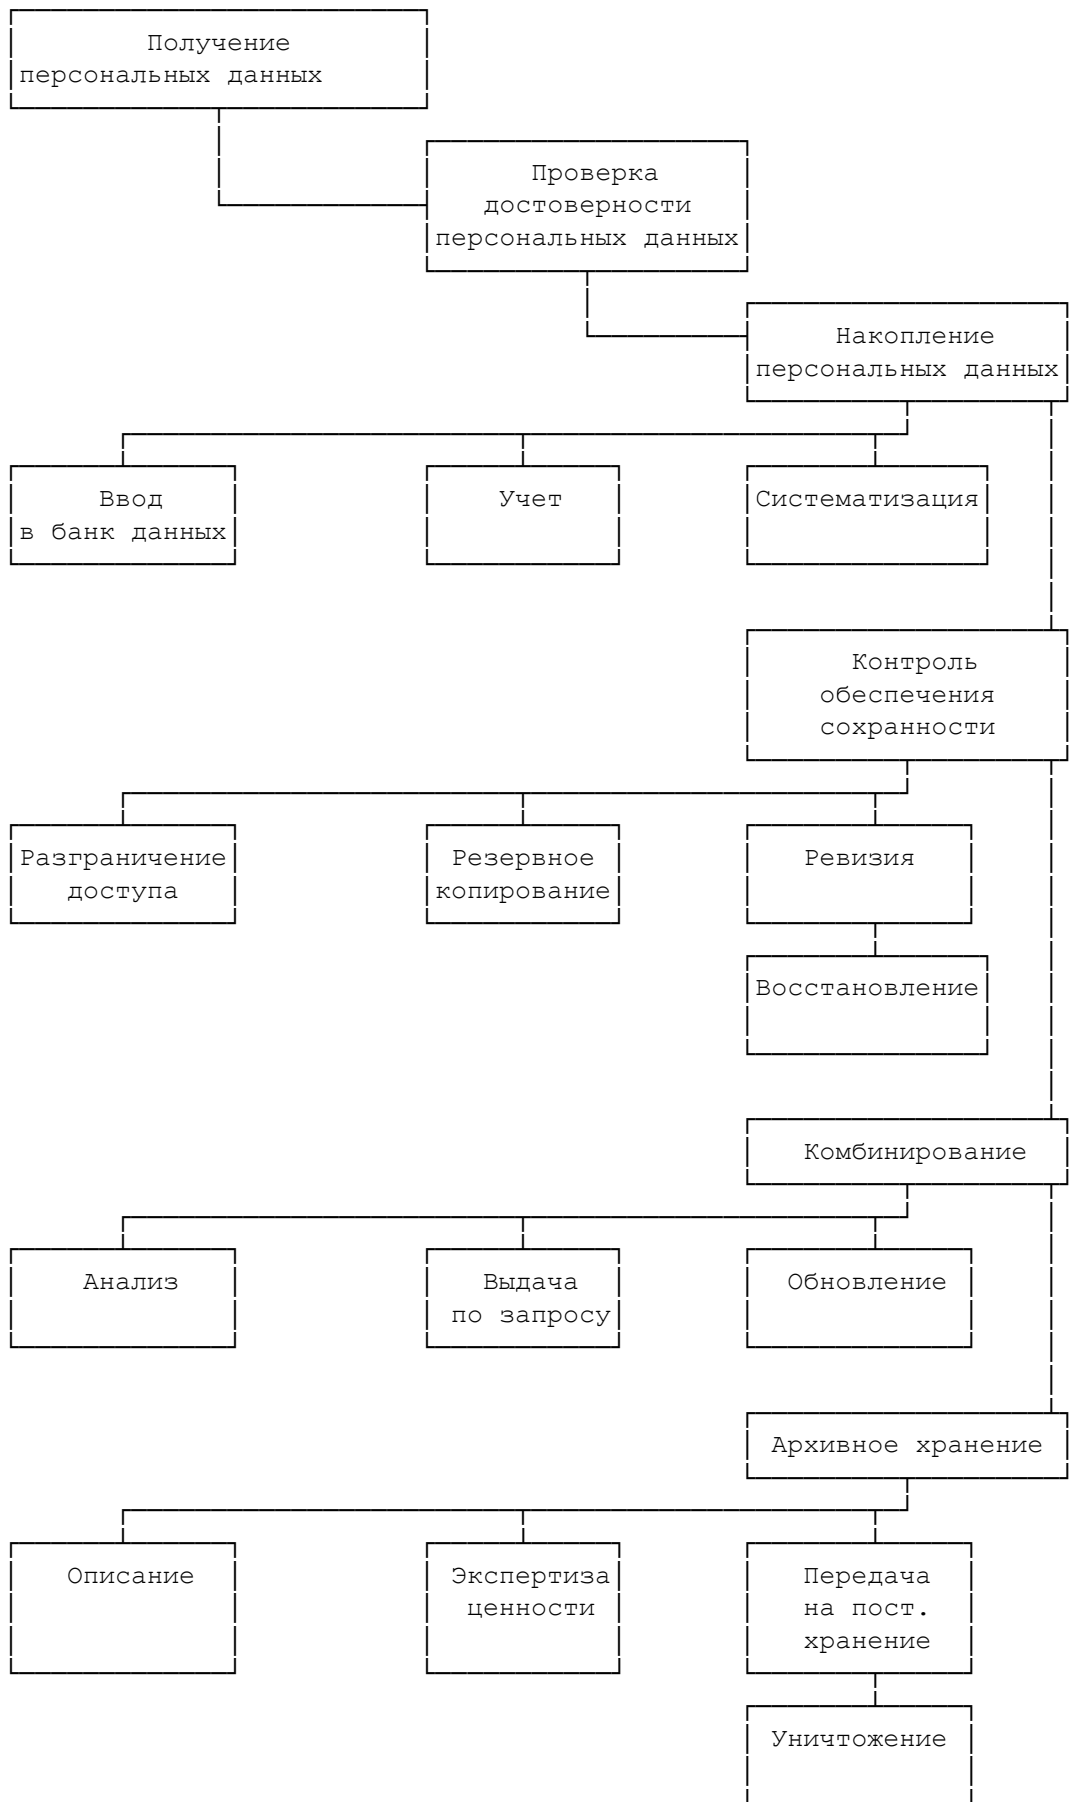 Получение
персональных данных
Проверка
достоверности
персональных данных
Накопление
персональных данных
Ввод
в банк данных
Учет
Систематизация
Контроль
обеспечения
сохранности
Разграничение
доступа
Резервное
копирование
Ревизия
Восстановление
Комбинирование
Анализ
Выдача
по запросу
Обновление
Архивное хранение
Описание
Экспертиза
ценности
Передача
на пост.
хранение
Уничтожение